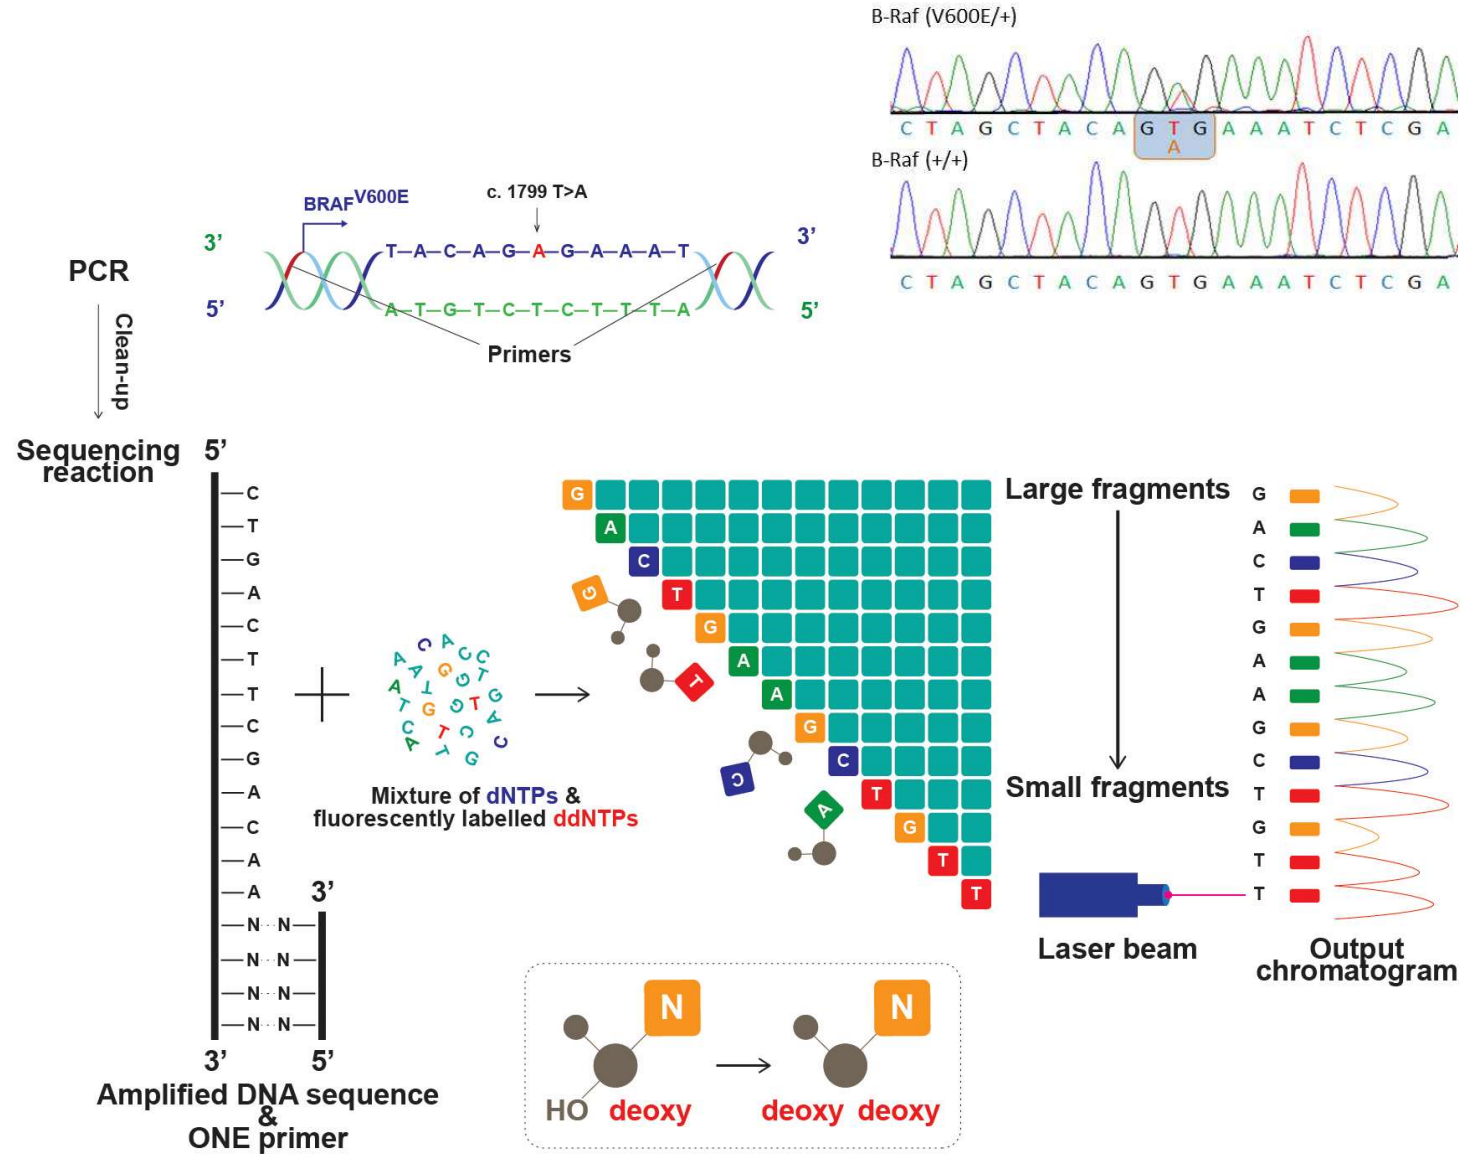 B-Raf (V600E/+)
C T A G C T A C A G T G A A A T C T C G A
A
B-Raf (+/+)
C T A G C T A C A G T G A A A T C T C G A
BRAF V600E
c. 1799 T>A
3’ T-A-C-A-G-A-G-A-A-A-T 3’
PCR
5’ A-T-G-T-C-T-C-T-T-T-A 5’
Primers
Clean-up
Sequencing
reaction
5’
C
T
G
A
C
T
T
C
G
A
C
A
A
3’
N N
N N
N N
N N
3’ 5’
Amplified DNA sequence
&
ONE primer
A C A C C
A A G G T
A T T G G
T G G T A
C T C C
A T G
Mixture of dNTPs &
fluorescently labelled ddNTPs
G
A
C
T
G
A
A
G
C
T
G
T
T
G
T
C
A
Large fragments
Small fragments
Laser beam
G
A
C
T
G
A
A
G
C
T
G
T
T
Output
chromatogram
N N
HO deoxy deoxy deoxy